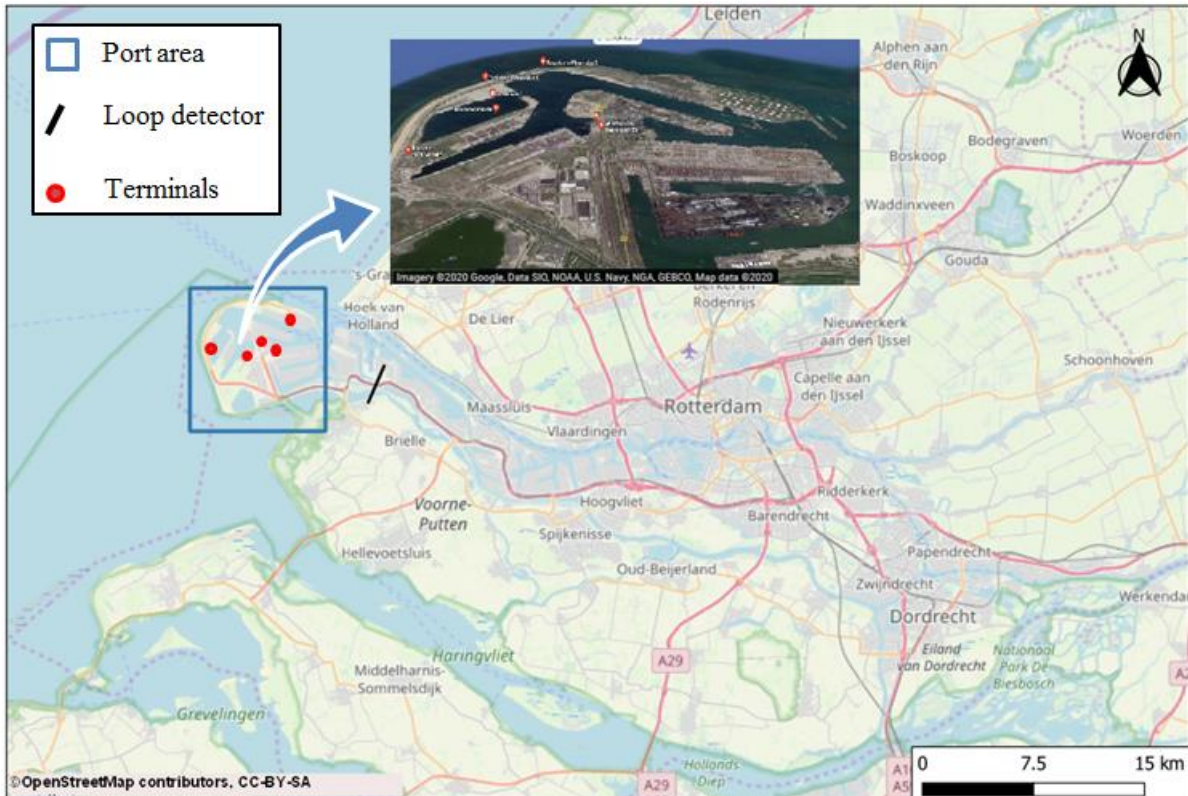 Leiden
Port area
N
Alphen aan
den Rijn
Loop detector
Woerden
Bodegraven
Boskoop
Terminals
Waddinxveen
Gouda
Imagery ©2020 Google, Data SIO, NOAA, U.S. Navy, NGA, GEBCO, Map data ©2020
's-Gra
Berkel en
Rodenrijs
Hoek van
Holland
De Lier
Nieuwerkerk
aan den IJssel
Schoonhoven
Capelle aan
den IJssel
Maassluis
Rotterdam
Vlaardingen
Brielle
Ridderkerk
Hoogvliet
Voorne-
Putten
Barendrecht
Spijkenisse
Hellevoetsluis
Papendrecht
Oud-Beijerland
Zwijndrecht
Werkendam
Dordrecht
Eiland
van Dordrecht
Nationaal
Park De
Biesbosch
Haringvliet
A29
Middelharnis-
Sommelsdijk
Grevelingen
0 7.5 15 km
Hollands
Diep
©OpenStreetMap contributors, CC-BY-SA
A29